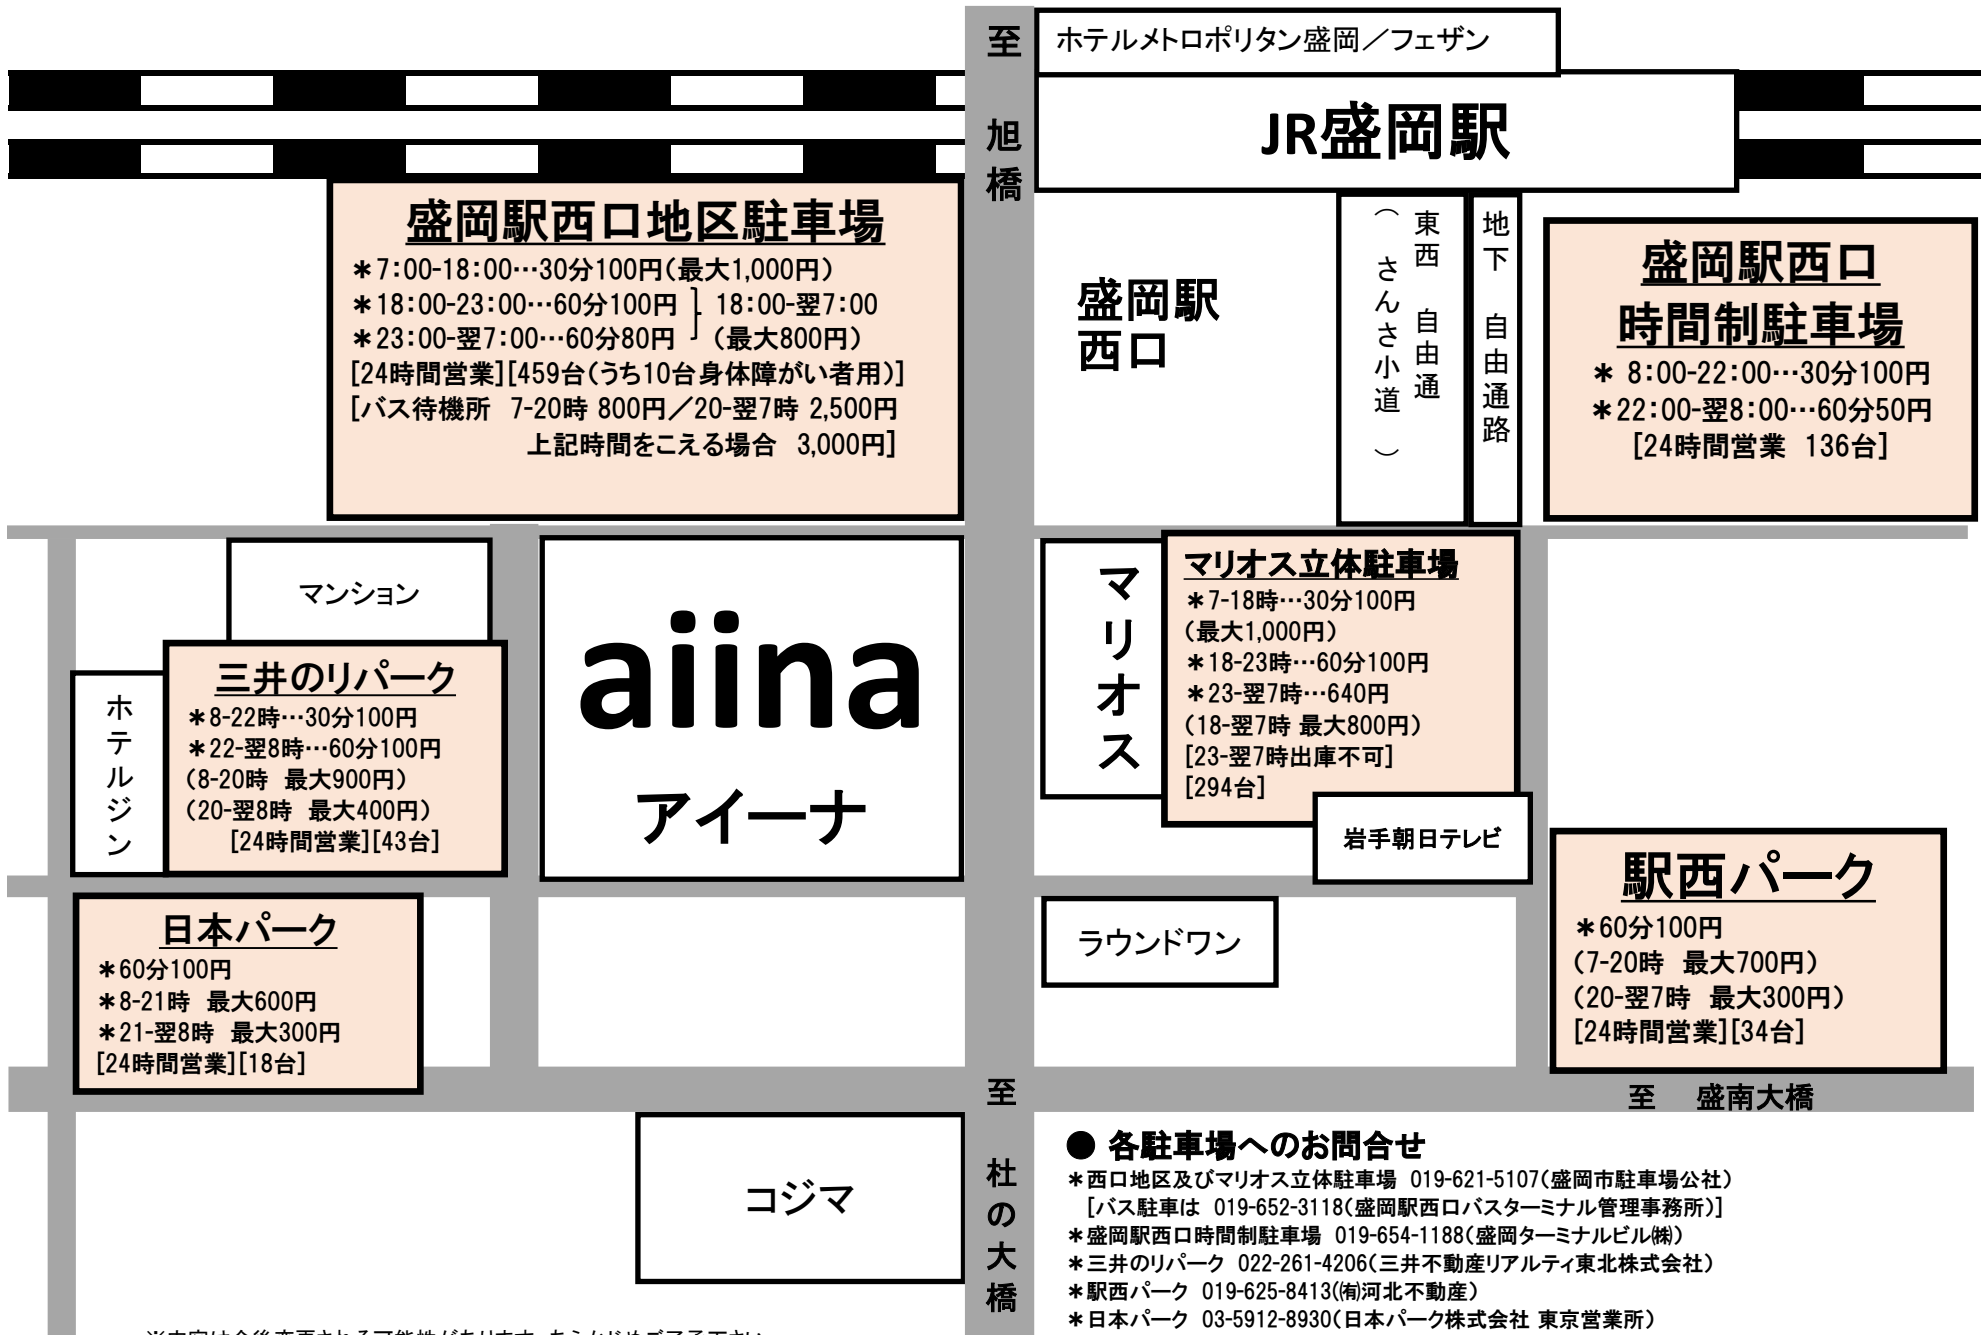 至 旭橋
ホテルメトロポリタン盛岡／フェザン
JR盛岡駅
盛岡駅西口地区駐車場
＊7：00-18：00…30分100円（最大1,000円）
＊18：00-23：00…60分100円 18：00-翌7：00
＊23：00-翌7：00…60分80円 （最大800円）
[24時間営業][459台（うち10台身体障がい者用）]
[バス待機所 7-20時 800円／20-翌7時 2,500円
上記時間をこえる場合 3,000円]
盛岡駅
西口
東西 自由通
（ さんさ小道 ）
地下 自由通路
盛岡駅西口
時間制駐車場
＊ 8：00-22：00…30分100円
＊22：00-翌8：00…60分50円
[24時間営業 136台]
マンション
ホテルジン
三井のリパーク
＊8-22時…30分100円
＊22-翌8時…60分100円
（8-20時 最大900円）
（20-翌8時 最大400円）
[24時間営業][43台]
aiina
アイーナ
マリオス
マリオス立体駐車場
＊7-18時…30分100円
（最大1,000円）
＊18-23時…60分100円
＊23-翌7時…640円
（18-翌7時 最大800円）
[23-翌7時出庫不可]
[294台]
岩手朝日テレビ
日本パーク
＊60分100円
＊8-21時 最大600円
＊21-翌8時 最大300円
[24時間営業][18台]
ラウンドワン
駅西パーク
＊60分100円
（7-20時 最大700円）
（20-翌7時 最大300円）
[24時間営業][34台]
至 盛南大橋
至 杜の大橋
コジマ
● 各駐車場へのお問合せ
＊西口地区及びマリオス立体駐車場 019-621-5107（盛岡市駐車場公社）
[バス駐車は 019-652-3118（盛岡駅西口バスターミナル管理事務所）]
＊盛岡駅西口時間制駐車場 019-654-1188（盛岡ターミナルビル㈱）
＊三井のリパーク 022-261-4206（三井不動産リアルティ東北株式会社）
＊駅西パーク 019-625-8413（㈲河北不動産）
＊日本パーク 03-5912-8930（日本パーク株式会社 東京営業所）